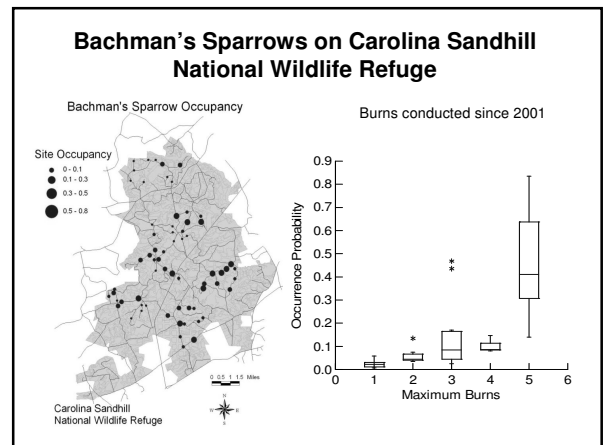 Bachman's Sparrows on Carolina Sandhill
National Wildlife Refuge
Bachman's Sparrow Occupancy
Site Occupancy
0 - 0.1
0.1 - 0.3
0.3 - 0.5
0.5 - 0.8
0 0.5 1 1.5 Miles
N
W E
S
Carolina Sandhill
National Wildlife Refuge
Burns conducted since 2001
Occurrence Probability
0.9
0.8
0.7
0.6
0.5
0.4
0.3
0.2
0.1
0.0
0 1 2 3 4 5 6
Maximum Burns